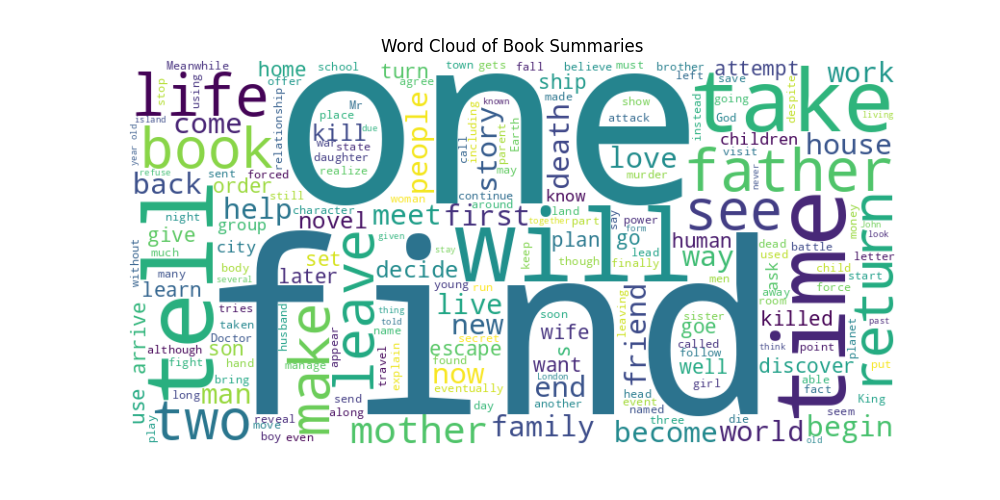 Word Cloud of Book Summaries
Meanwhile
home
school
town
gets
fall
believe
must
brother
attempt
work
stop
using
offer
turn
agree
ship
left
save
life
one
take
relationship
Mr
place
people
known
made
show
instead
going
despite
island
come
kill
due
call
including
story
Earth
death
attack
God
living
year old
book
war
state
daughter
realize
parent
may
love
murder
children
house
refuse
back
sent
forced
woman
continue
know
visit
never
father
order
still
around
see
help
character
novel
meet
first
together
land
part
say
power
form
night
group
given
will
plan
go
money
John
look
tell
give
city
set
leave
stay
keep
though
finally
lead
human
way
dead
used
battle
letter
time
return
without
much
many
body
several
later
decide
young
run
men
ask
away
room
child
force
start
learn
find
live
soon
leaving
friend
sister
tries
taken
husband
appear
thing
told
name
new
secret
wife
goe
called
killed
planet
past
use
arrive
although
Doctor
son
make
travel
explain
escape
found
s
want
follow
well
think
point
fight
hand
manage
now
eventually
London
girl
discover
able
fact
put
bring
man
long
send
day
end
another
head
event
named
King
play
two
move
reveal
boy
even
along
mother
family
three
become
die
world
seem
old
begin